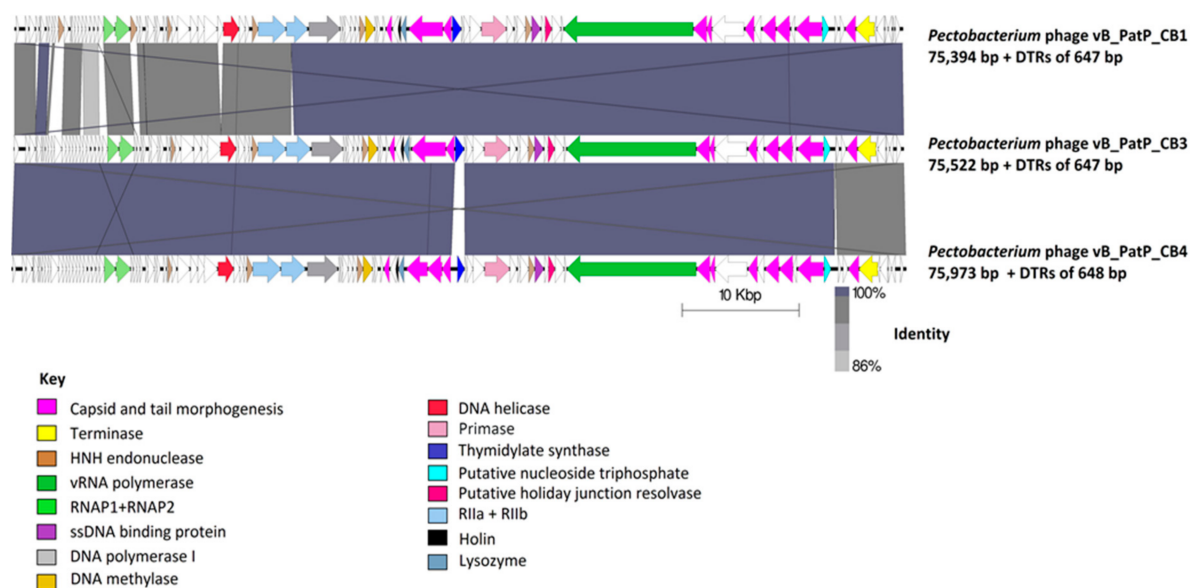 Pectobacterium phage vB_PatP_CB1
75,394 bp + DTRs of 647 bp
Pectobacterium phage vB_PatP_CB3
75,522 bp + DTRs of 647 bp
Pectobacterium phage vB_PatP_CB4
75,973 bp + DTRs of 648 bp
10 Kbp
100%
Identity
86%
Key
Capsid and tail morphogenesis
Terminase
HNH endonuclease
vRNA polymerase
RNAP1+RNAP2
ssDNA binding protein
DNA polymerase I
DNA methylase
DNA helicase
Primase
Thymidylate synthase
Putative nucleoside triphosphate
Putative holiday junction resolvase
RIIa + RIIb
Holin
Lysozyme